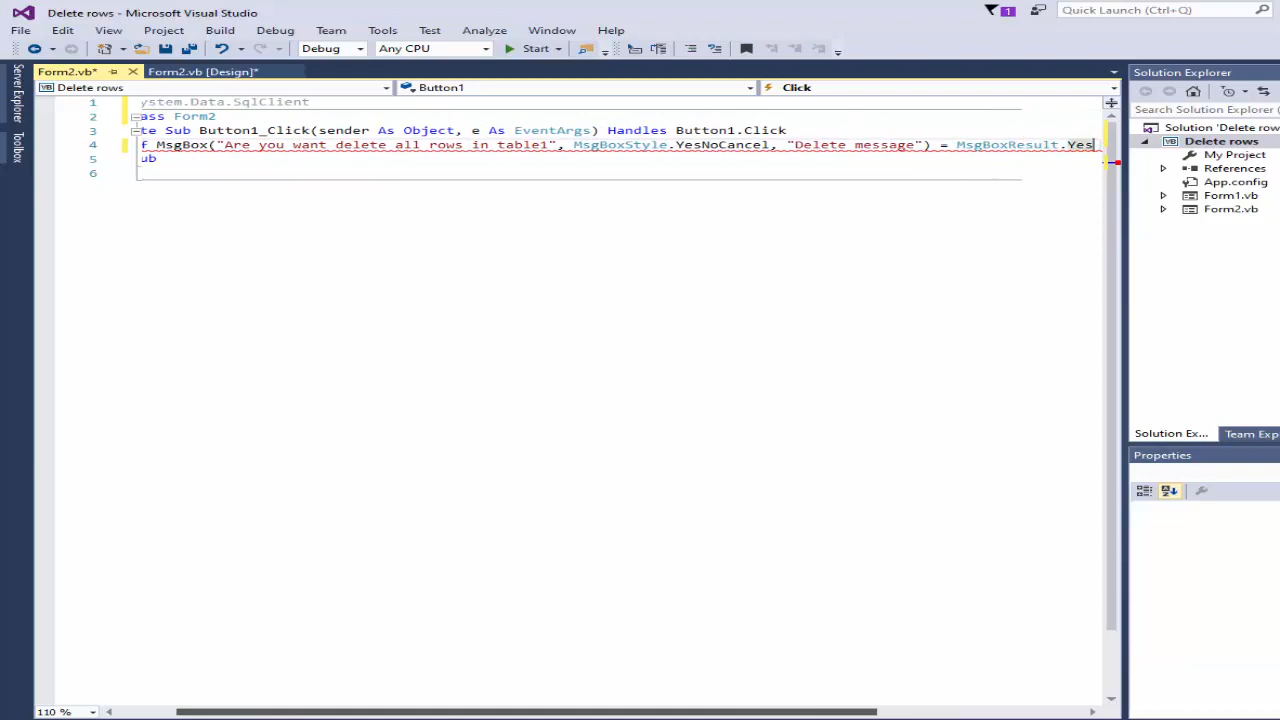 Delete rows - Microsoft Visual Studio
1
Quick Launch (Ctrl+Q)
File Edit View Project Build Debug Team Tools Test Analyze Window Help
Debug Any CPU Start
Server Explorer
Toolbox
Form2.vb* Form2.vb [Design]*
VB Delete rows Button1 Click
1 ystem.Data.SqlClient
2 ass Form2
3 te Sub Button1_Click(sender As Object, e As EventArgs) Handles Button1.Click
4 f MsgBox("Are you want delete all rows in table1", MsgBoxStyle.YesNoCancel, "Delete message") = MsgBoxResult.Yes
5 ub
6
110 %
Solution Explorer
Search Solution Explorer
Solution 'Delete row
VB Delete rows
My Project
References
App.config
Form1.vb
Form2.vb
Solution Ex... Team Exp
Properties